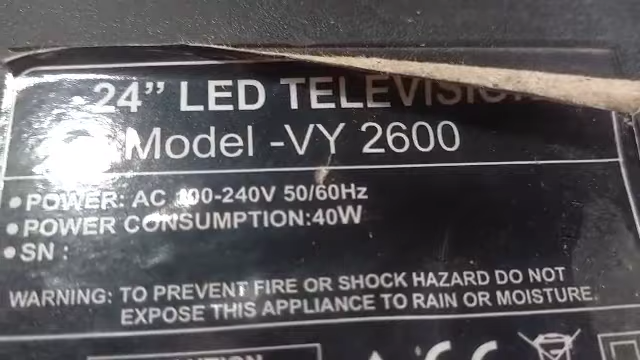 24" LED TELEVISION
Model -VY 2600
• POWER: AC 100-240V 50/60Hz
• POWER CONSUMPTION:40W
• SN :
WARNING: TO PREVENT FIRE OR SHOCK HAZARD DO NOT
EXPOSE THIS APPLIANCE TO RAIN OR MOISTURE.
CAUTION